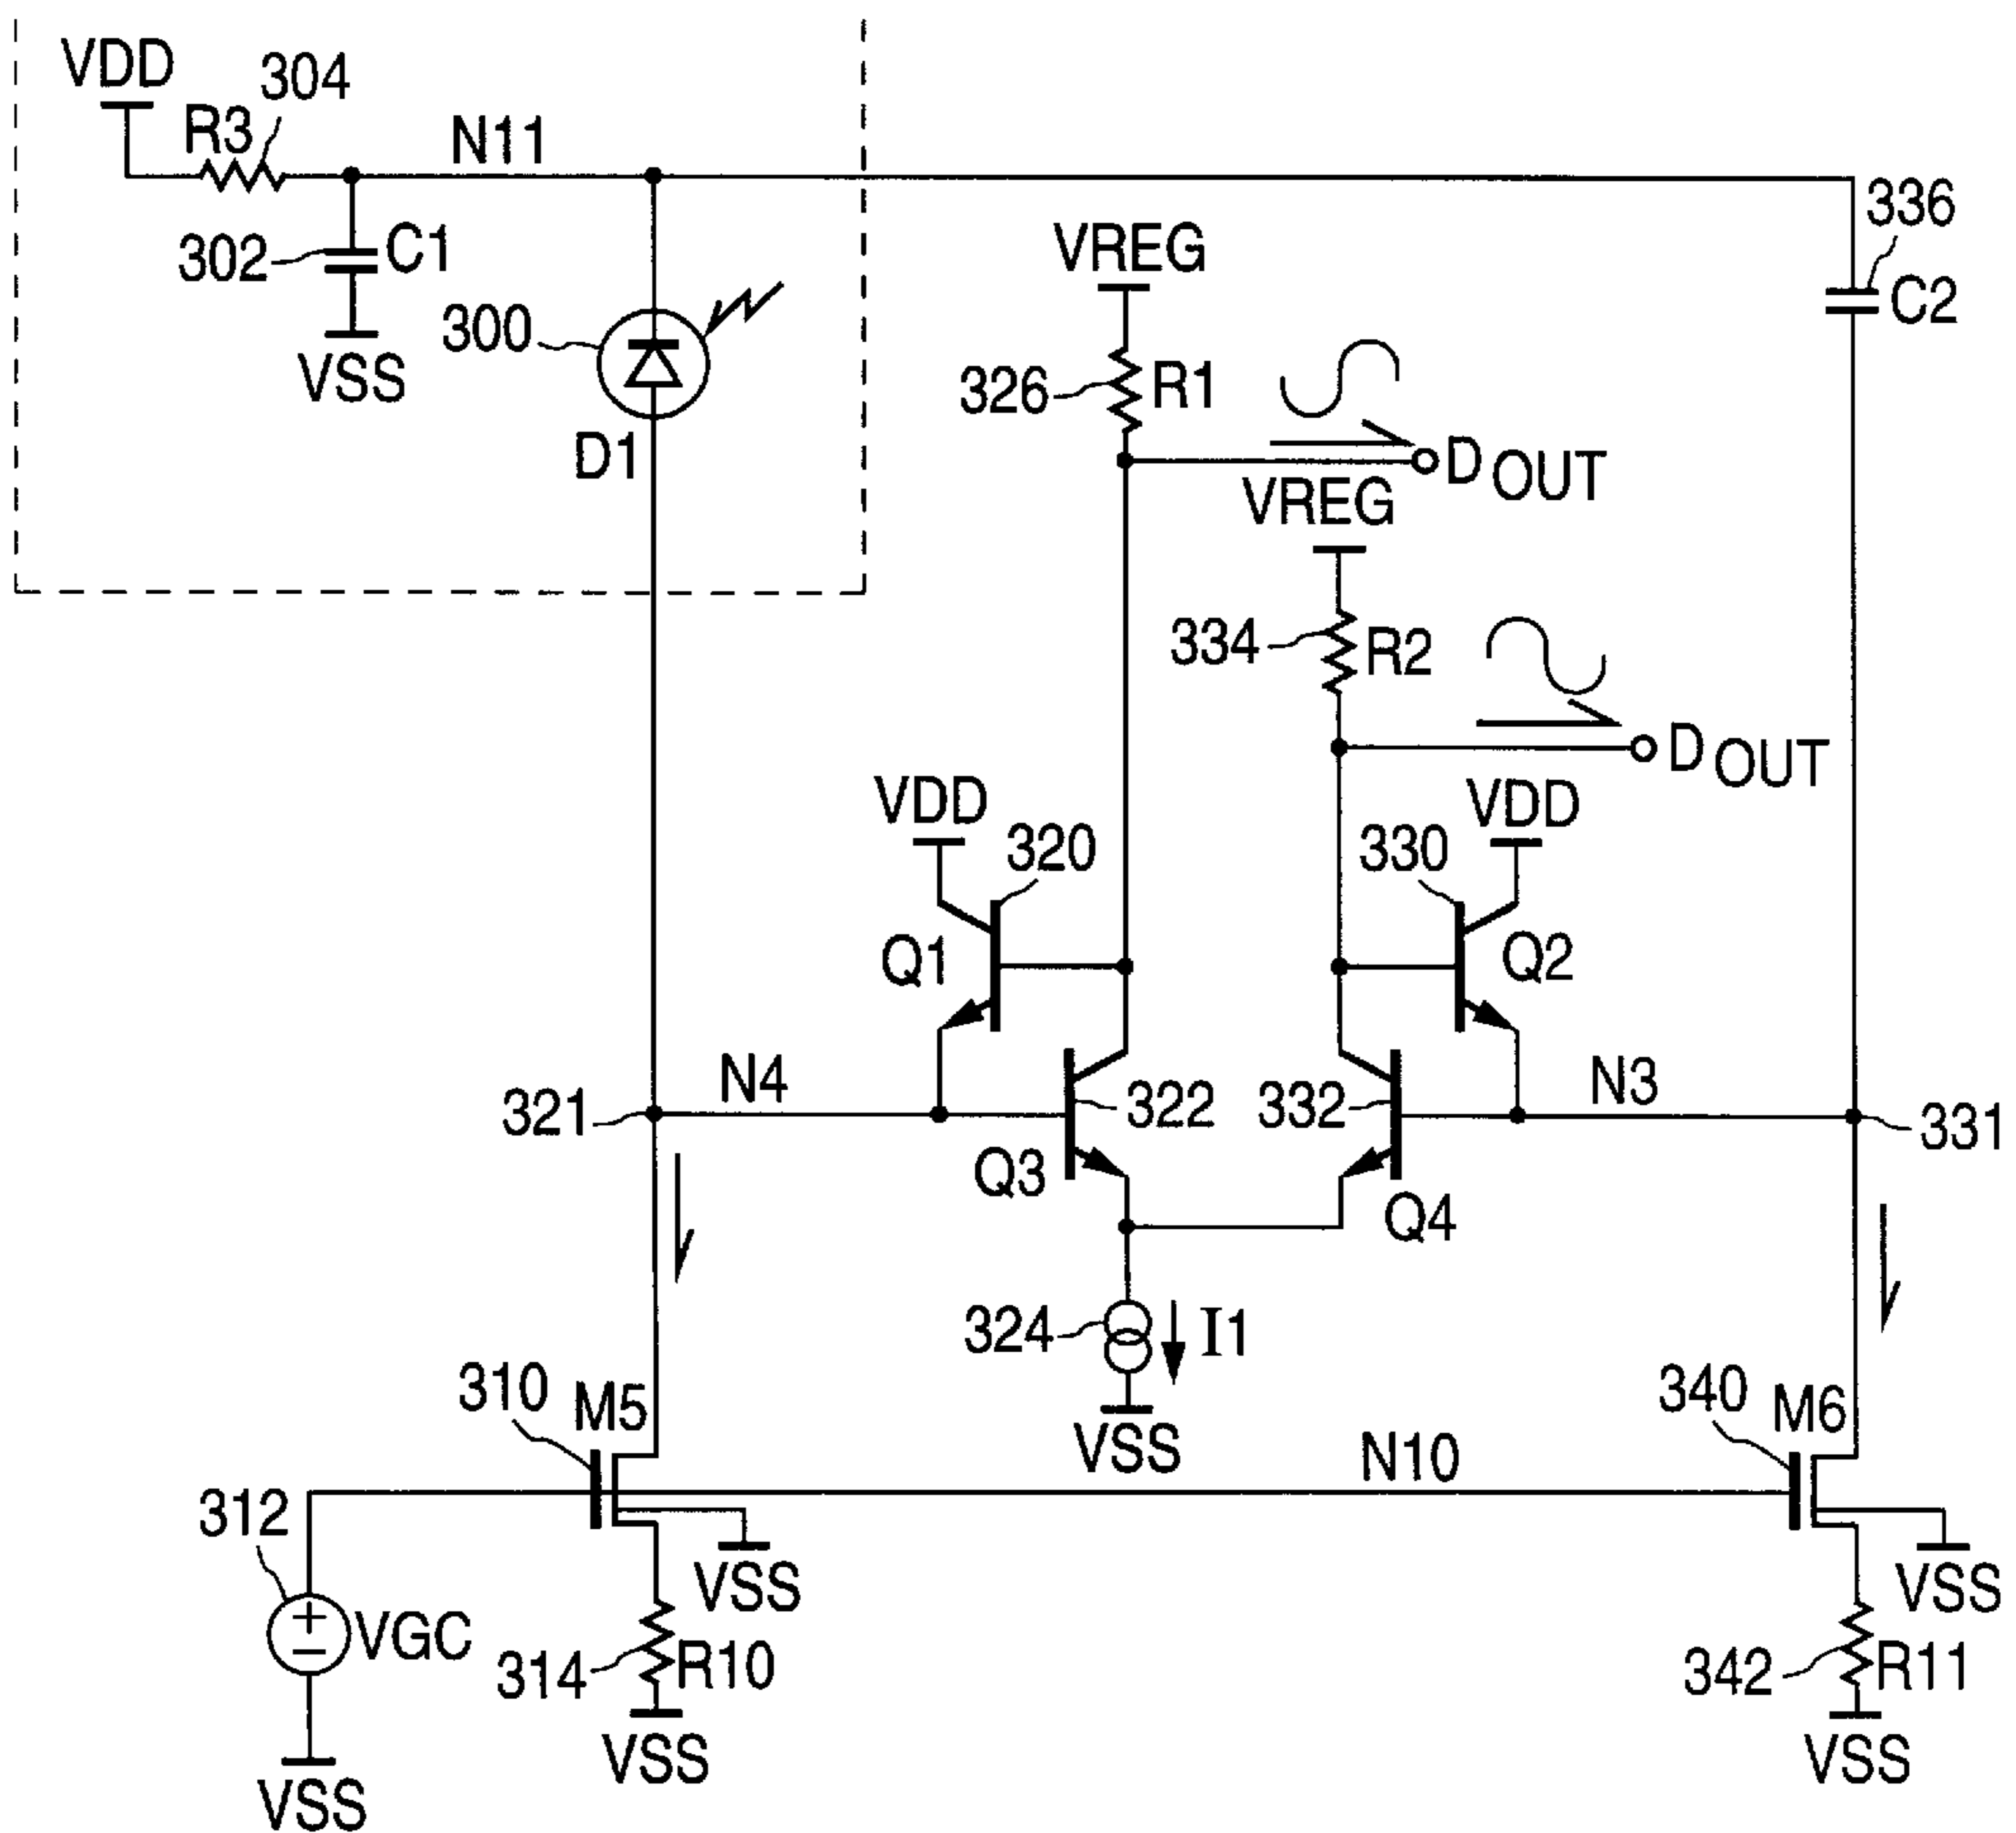 VDD
304
R3
N11
336
302
C1
VREG
C2
300
VSS
326
R1
D1
DOUT
VREG
334
R2
DOUT
VDD
VDD
320
330
Q1
Q2
N4
N3
321
322
332
331
Q3
Q4
324
I1
310
M5
340
M6
VSS
N10
312
VSS
VSS
VGC
314
R10
342
R11
VSS
VSS
VSS